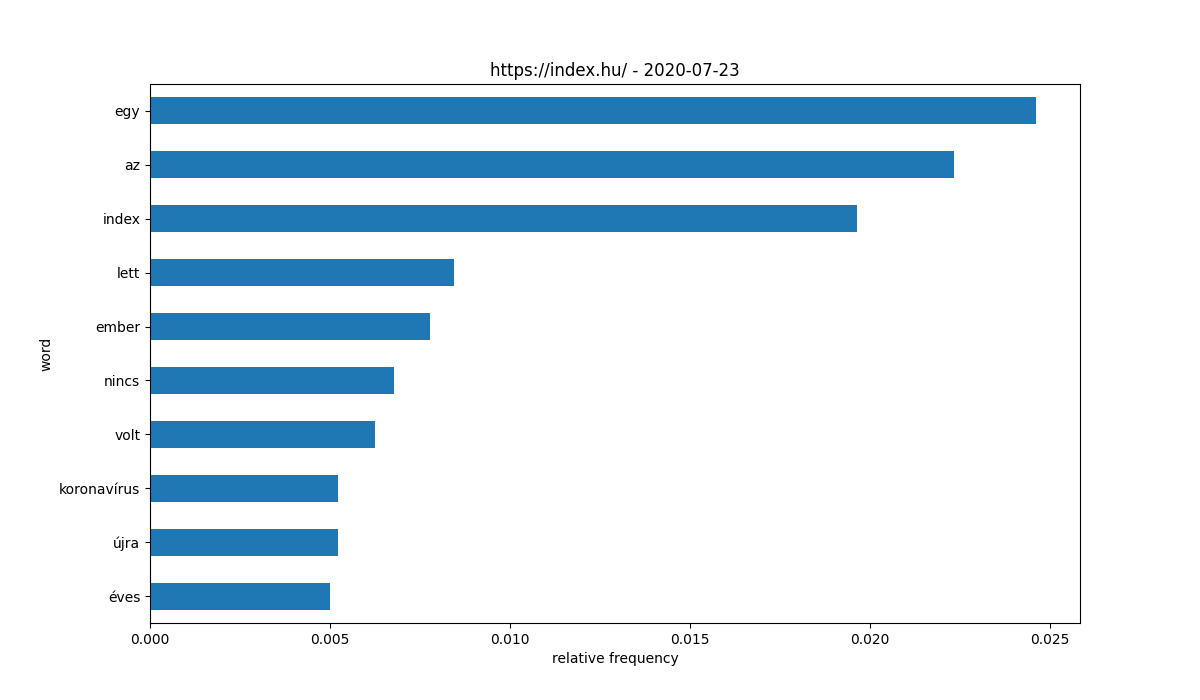 https://index.hu/ - 2020-07-23
egy
az
index
lett
ember
nincs
volt
koronavírus
újra
éves
word
0.000 0.005 0.010 0.015 0.020 0.025
relative frequency